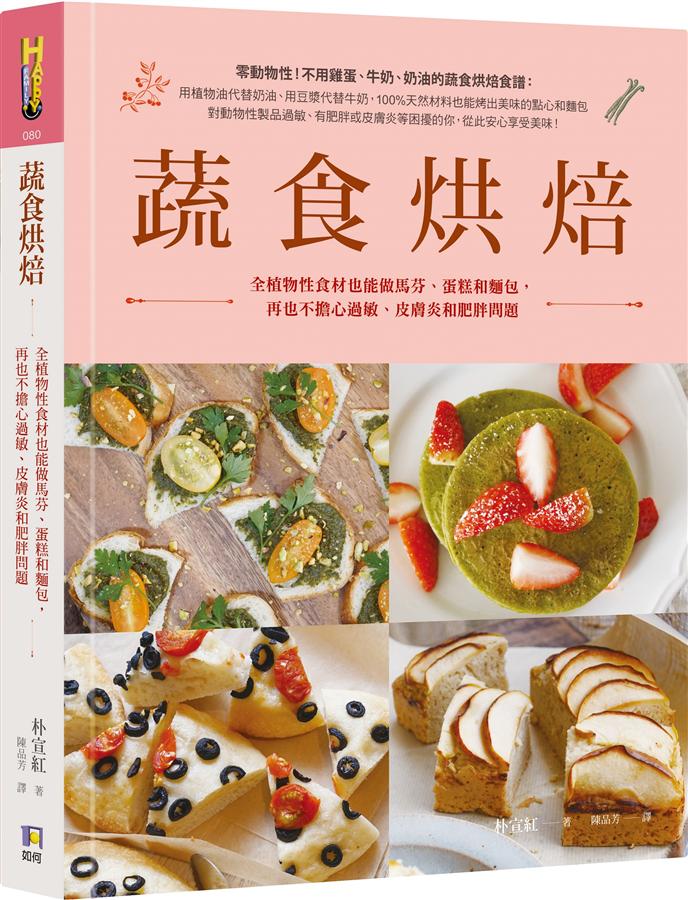 HAPPY
FAMILY
080
蔬食烘焙
全植物性食材也能做馬芬、蛋糕和麵包，
再也不擔心過敏、皮膚炎和肥胖問題
朴宣紅 著
陳品芳 譯
如何
零動物性！不用雞蛋、牛奶、奶油的蔬食烘焙食譜：
用植物油代替奶油、用豆漿代替牛奶，100%天然材料也能烤出美味的點心和麵包
對動物性製品過敏、有肥胖或皮膚炎等困擾的你，從此安心享受美味！
蔬食烘焙
全植物性食材也能做馬芬、蛋糕和麵包，
再也不擔心過敏、皮膚炎和肥胖問題
朴宣紅——著 陳品芳——譯